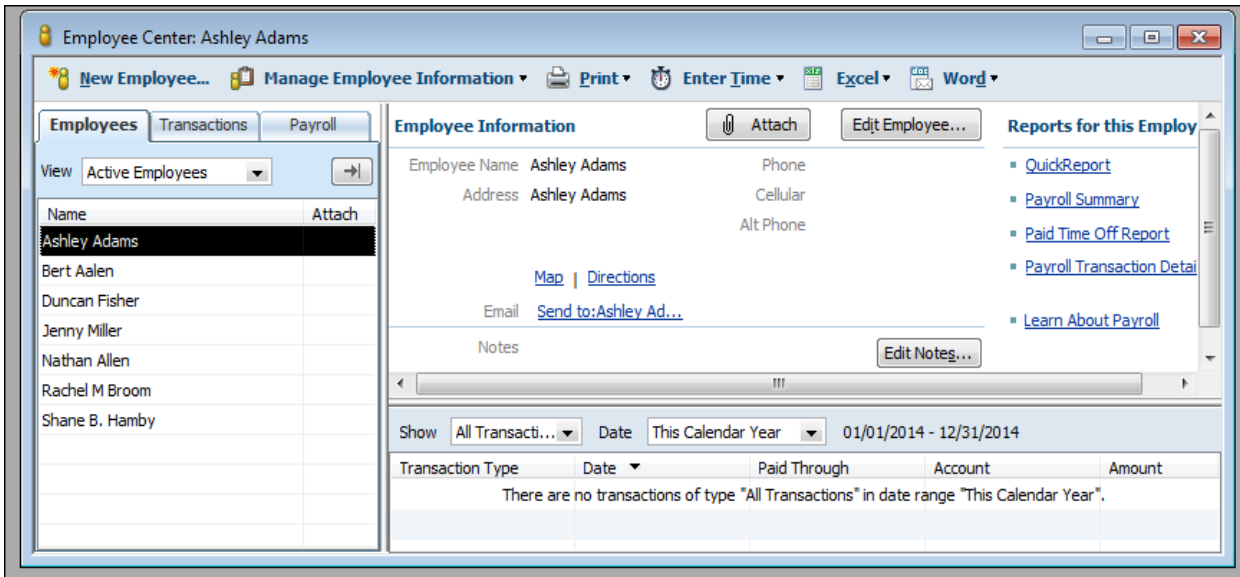 Employee Center: Ashley Adams
New Employee... Manage Employee Information Print Enter Time Excel Word
Employees Transactions Payroll
View Active Employees
Name Attach
Ashley Adams
Bert Aalen
Duncan Fisher
Jenny Miller
Nathan Allen
Rachel M Broom
Shane B. Hamby
Employee Information Attach Edit Employee...
Employee Name Ashley Adams Phone
Address Ashley Adams Cellular
Alt Phone
Map | Directions
Email Send to:Ashley Ad...
Notes Edit Notes...
Reports for this Employ
QuickReport
Payroll Summary
Paid Time Off Report
Payroll Transaction Detai
Learn About Payroll
Show All Transacti... Date This Calendar Year 01/01/2014 - 12/31/2014
Transaction Type Date Paid Through Account Amount
There are no transactions of type "All Transactions" in date range "This Calendar Year".